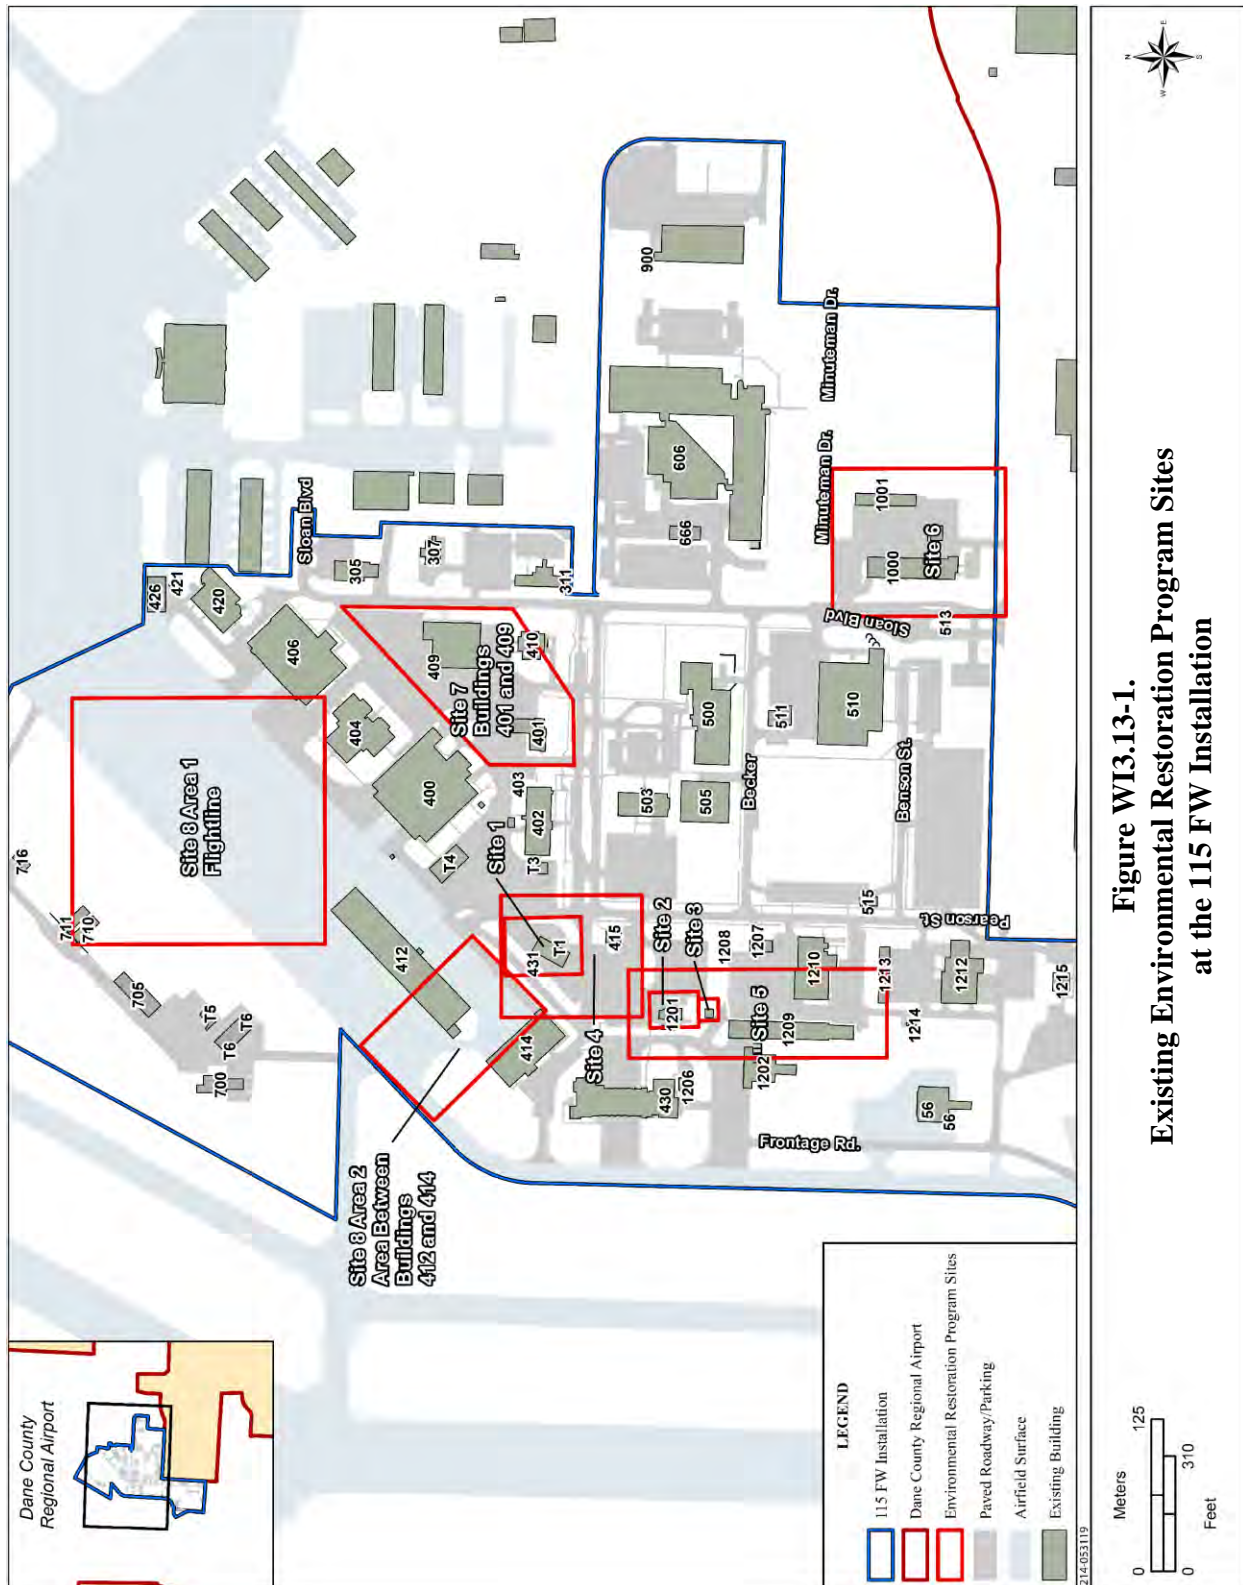 Dane County
Regional Airport
716
711
710
705
T5
T6
T6
700
Site 8 Area 1
Flightline
426
421
420
406
404
400
412
T4
Sloan Blvd
305
307
311
409
Site 7
Buildings
401 and 409
410
401
403
402
T3
Site 1
431
T1
415
414
Site 8 Area 2
Area Between
Buildings
412 and 414
Site 4
Site 2
Site 3
1201
1208
1207
Site 5
1210
1209
1202
1206
430
1213
1212
1214
1215
56
56
Frontage Rd.
Pearson St.
515
503
505
500
Becker
511
510
Benson St.
Sloan Blvd
513
1000
Site 6
1001
Minuteman Dr.
Minuteman Dr.
666
606
900
LEGEND
115 FW Installation
Dane County Regional Airport
Environmental Restoration Program Sites
Paved Roadway/Parking
Airfield Surface
Existing Building
214-053119
Meters
0
125
0
310
Feet
N
E
S
W
Figure WI3.13-1.
Existing Environmental Restoration Program Sites
at the 115 FW Installation